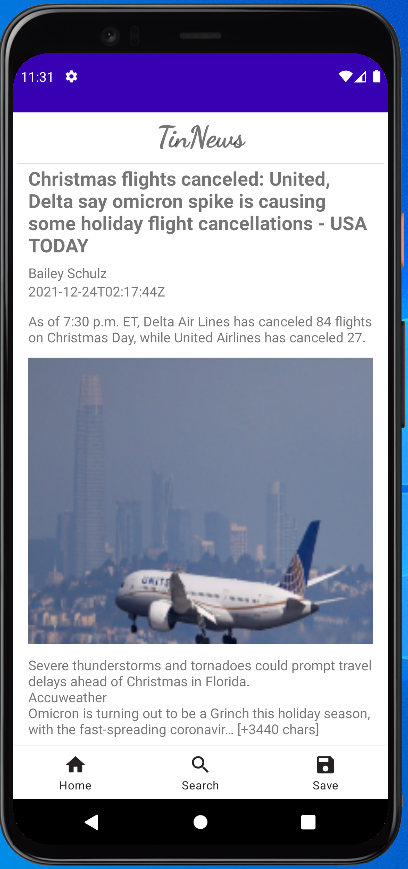 11:31
TinNews
Christmas flights canceled: United,
Delta say omicron spike is causing
some holiday flight cancellations - USA
TODAY
Bailey Schulz
2021-12-24T02:17:44Z
As of 7:30 p.m. ET, Delta Air Lines has canceled 84 flights
on Christmas Day, while United Airlines has canceled 27.
UNITED
Severe thunderstorms and tornadoes could prompt travel
delays ahead of Christmas in Florida.
Accuweather
Omicron is turning out to be a Grinch this holiday season,
with the fast-spreading coronavir… [+3440 chars]
Home Search Save